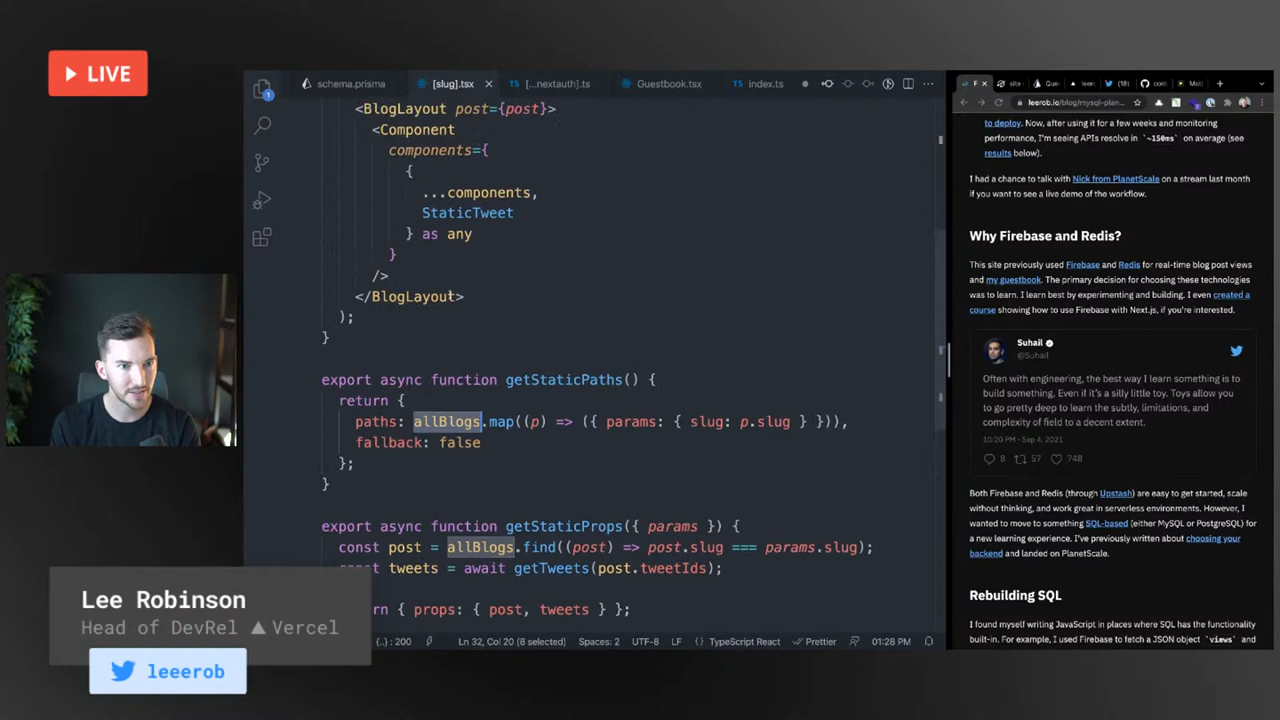 LIVE
schema.prisma
[slug].tsx
[...nextauth].ts
Guestbook.tsx
index.ts
<BlogLayout post={post}>
<Component
components={
{
...components,
StaticTweet
} as any
}
/>
</BlogLayout>
);
}
export async function getStaticPaths() {
return {
paths: allBlogs.map((p) => ({ params: { slug: p.slug } })),
fallback: false
};
}
export async function getStaticProps({ params }) {
const post = allBlogs.find((post) => post.slug === params.slug);
const tweets = await getTweets(post.tweetIds);
rn { props: { post, tweets } };
{..} : 200
Ln 32, Col 20 (8 selected)
Spaces: 2
UTF-8
LF
{} TypeScript React
Prettier
01:28 PM
1
F
site
Que
leer
(18)
com
Mot
leerob.io/blog/mysql-plan...
to deploy. Now, after using it for a few weeks and monitoring
performance, I'm seeing APIs resolve in `~150ms` on average (see
results below).
I had a chance to talk with Nick from PlanetScale on a stream last month
if you want to see a live demo of the workflow.
Why Firebase and Redis?
This site previously used Firebase and Redis for real-time blog post views
and my guestbook. The primary decision for choosing these technologies
was to learn. I learn best by experimenting and building. I even created a
course showing how to use Firebase with Next.js, if you're interested.
Suhail
@Suhail
Often with engineering, the best way I learn something is to
build something. Even if it's a silly little toy. Toys allow you
to go pretty deep to learn the subtly, limitations, and
complexity of field to a decent extent.
10:20 PM - Sep 4, 2021
8
57
748
Both Firebase and Redis (through Upstash) are easy to get started, scale
without thinking, and work great in serverless environments. However, I
wanted to move to something SQL-based (either MySQL or PostgreSQL) for
a new learning experience. I've previously written about choosing your
backend and landed on PlanetScale.
Rebuilding SQL
I found myself writing JavaScript in places where SQL has the functionality
built-in. For example, I used Firebase to fetch a JSON object `views` and
Lee Robinson
Head of DevRel ▲ Vercel
leeerob